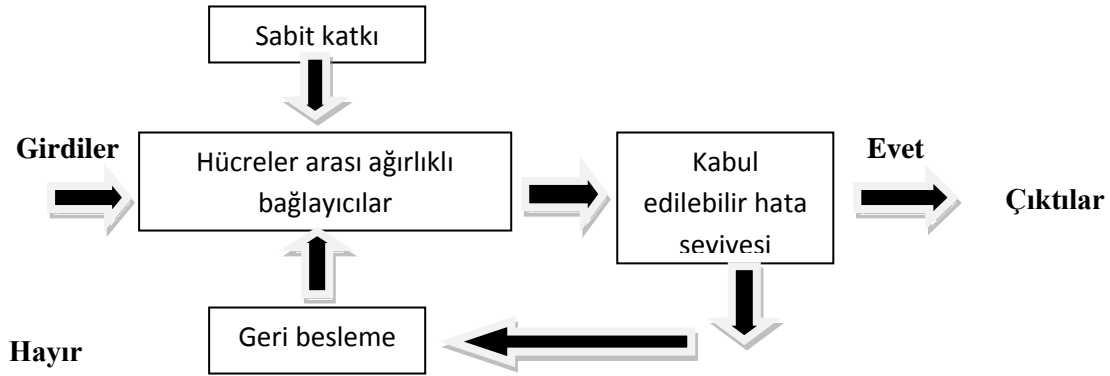 Sabit katkı
Girdiler
Hücreler arası ağırlıklı
bağlayıcılar
Kabul
edilebilir hata
seviyesi
Evet
Çıktılar
Geri besleme
Hayır